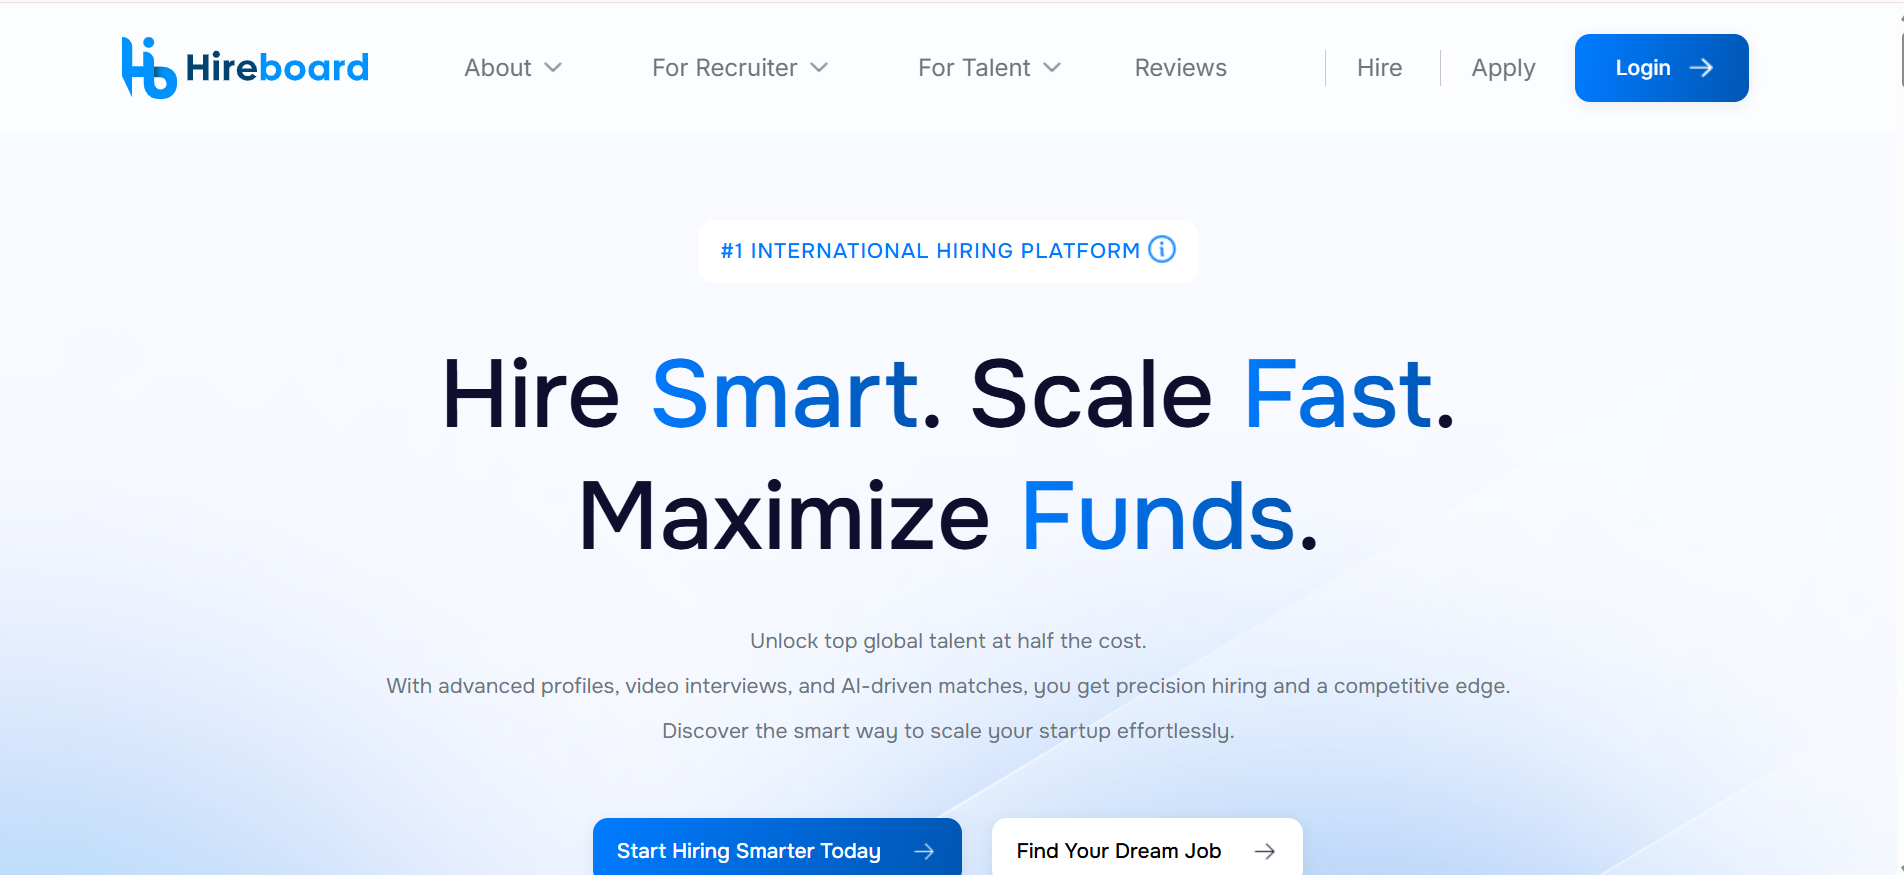 Hireboard
About
For Recruiter
For Talent
Reviews
Hire
Apply
Login
#1 INTERNATIONAL HIRING PLATFORM
Hire Smart. Scale Fast.
Maximize Funds.
Unlock top global talent at half the cost.
With advanced profiles, video interviews, and AI-driven matches, you get precision hiring and a competitive edge.
Discover the smart way to scale your startup effortlessly.
Start Hiring Smarter Today
Find Your Dream Job